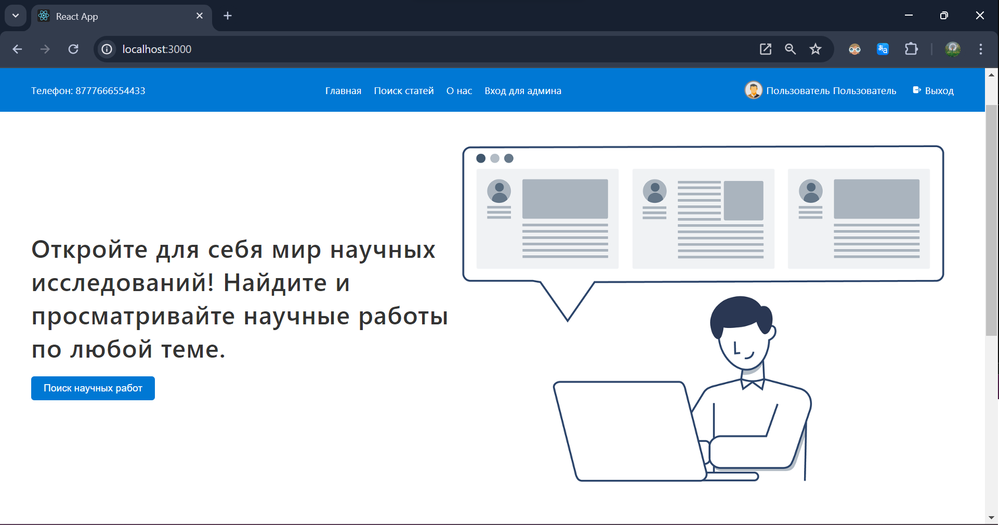 React App
localhost:3000
Телефон: 8777666554433
Главная Поиск статей О нас Вход для админа
Пользователь Пользователь Выход
Откройте для себя мир научных
исследований! Найдите и
просматривайте научные работы
по любой теме.
Поиск научных работ